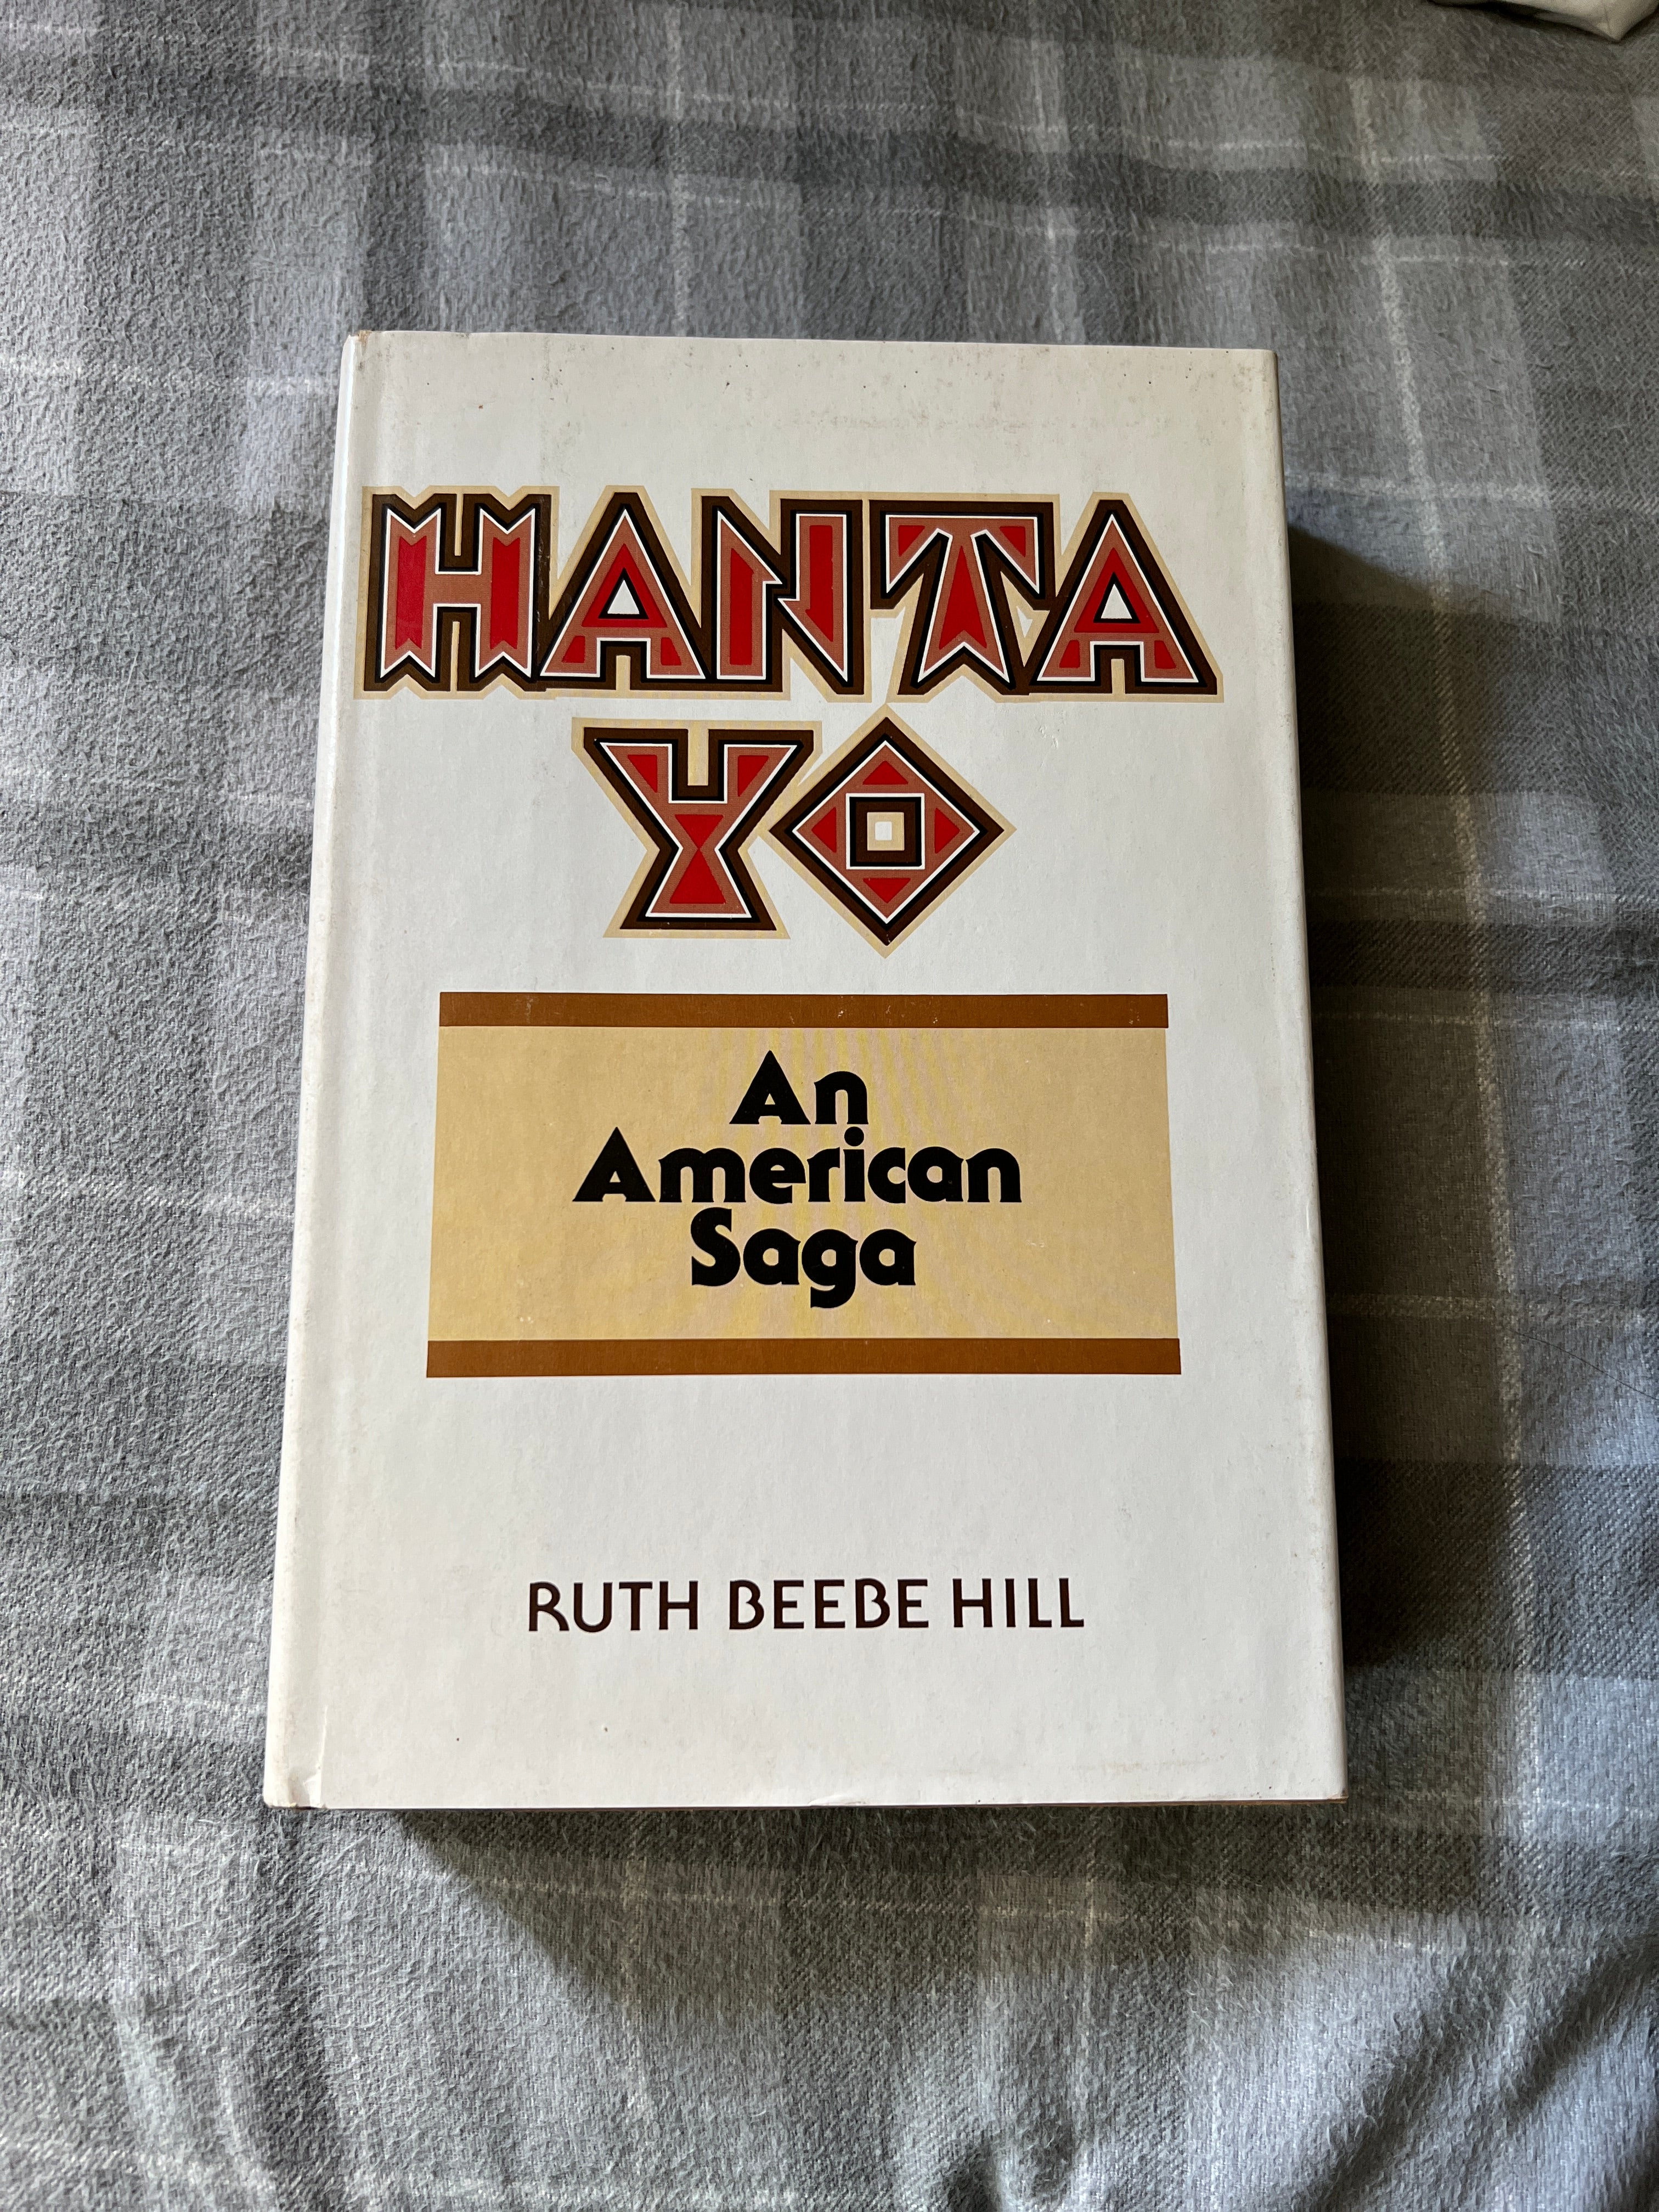 HANTA
YO
An
American
Saga
RUTH BEEBE HILL